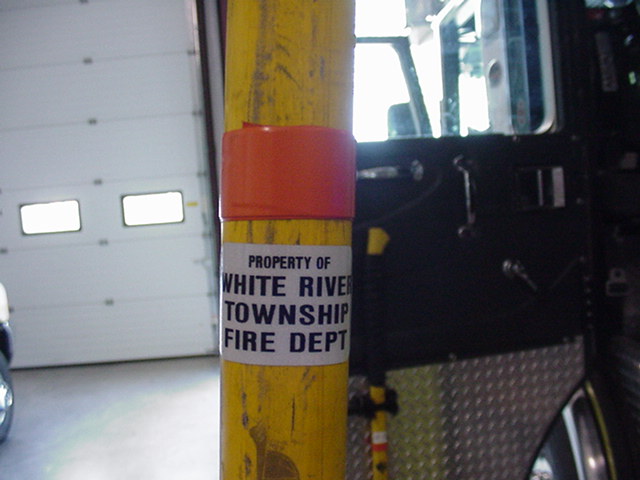 PROPERTY OF
WHITE RIVER
TOWNSHIP
FIRE DEPT